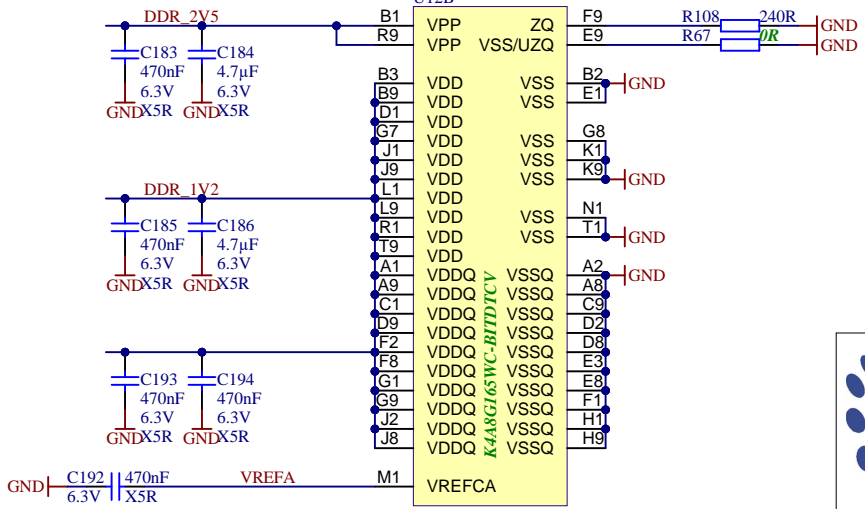 DDR_2V5
C183
470nF
6.3V
X5R
GND
C184
4.7µF
6.3V
X5R
GND
DDR_1V2
C185
470nF
6.3V
X5R
GND
C186
4.7µF
6.3V
X5R
GND
C193
470nF
6.3V
X5R
GND
C194
470nF
6.3V
X5R
GND
GND
C192
470nF
6.3V
X5R
VREFA
B1 VPP
R9 VPP
B3 VDD
B9 VDD
D1 VDD
G7 VDD
J1 VDD
J9 VDD
L1 VDD
L9 VDD
R1 VDD
T9 VDD
A1 VDDQ
A9 VDDQ
C1 VDDQ
D9 VDDQ
F2 VDDQ
F8 VDDQ
G1 VDDQ
G9 VDDQ
J2 VDDQ
J8 VDDQ
M1 VREFCA
K4A8G165WC-BITDTCV
ZQ F9
VSS/UZQ E9
VSS B2
VSS E1
VSS G8
VSS K1
VSS K9
VSS N1
VSS T1
VSSQ A2
VSSQ A8
VSSQ C9
VSSQ D2
VSSQ D8
VSSQ E3
VSSQ E8
VSSQ F1
VSSQ H1
VSSQ H9
R108 240R GND
R67 0R GND
GND
GND
GND
GND